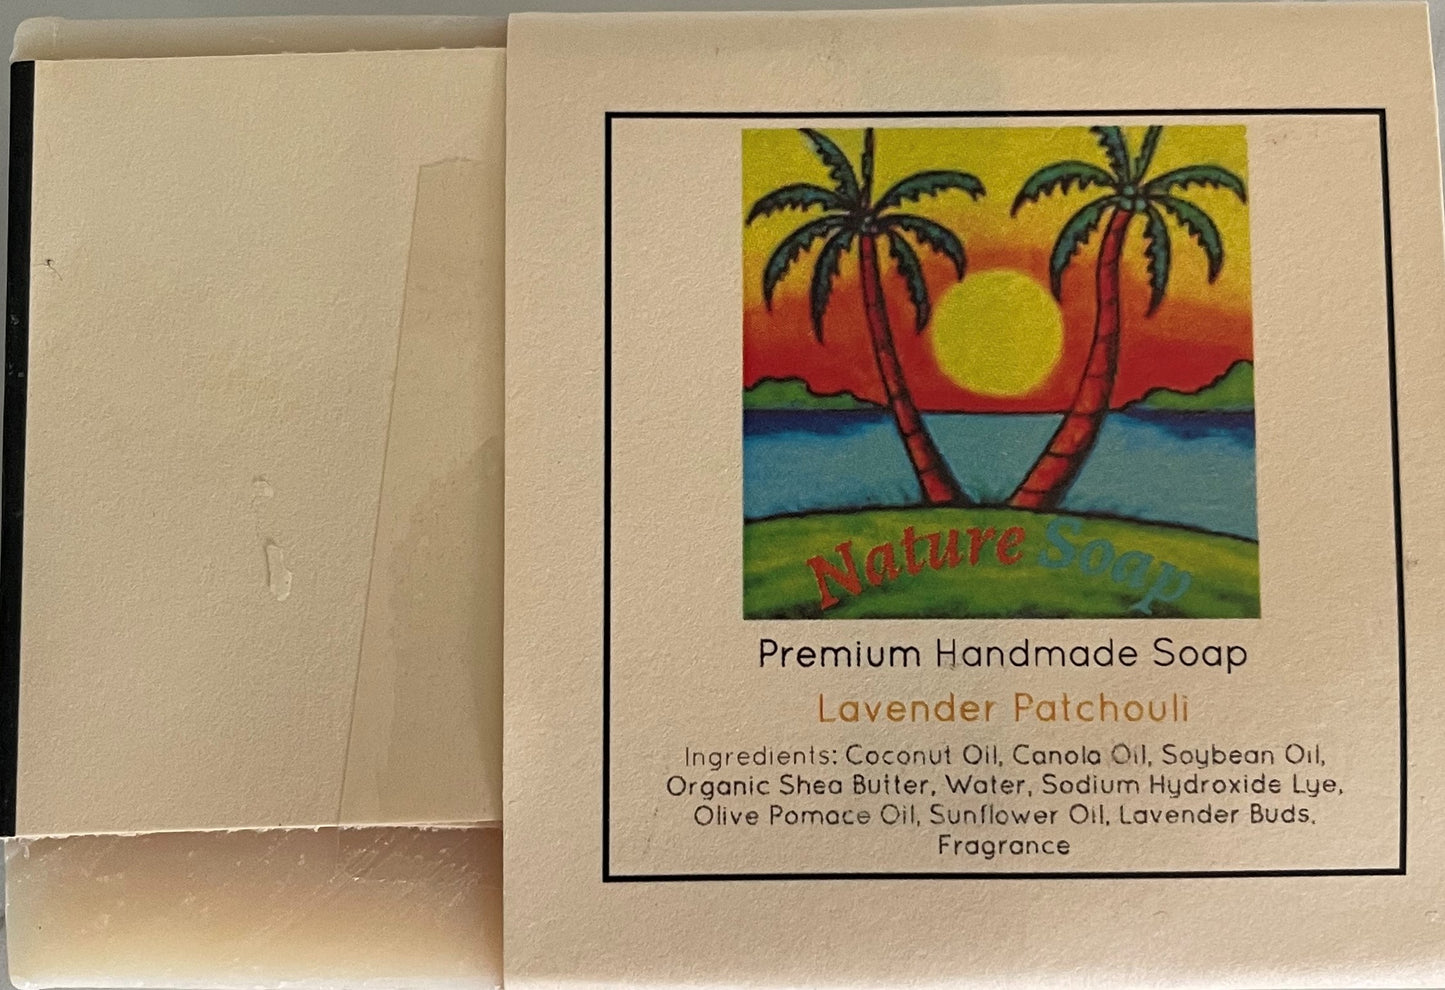 Nature Soap
Premium Handmade Soap
Lavender Patchouli
Ingredients: Coconut Oil, Canola Oil, Soybean Oil,
Organic Shea Butter, Water, Sodium Hydroxide Lye,
Olive Pomace Oil, Sunflower Oil, Lavender Buds,
Fragrance